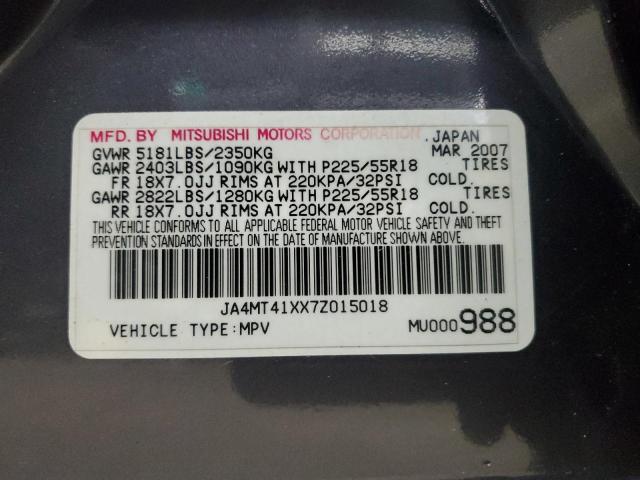 MFD. BY MITSUBISHI MOTORS CORPORATION. JAPAN
GVWR 5181LBS/2350KG MAR 2007
GAWR 2403LBS/1090KG WITH P225/55R18 TIRES
FR 18X7.0JJ RIMS AT 220KPA/32PSI COLD.
GAWR 2822LBS/1280KG WITH P225/55R18 TIRES
RR 18X7.0JJ RIMS AT 220KPA/32PSI COLD.
THIS VEHICLE CONFORMS TO ALL APPLICABLE FEDERAL MOTOR VEHICLE SAFETY AND THEFT
PREVENTION STANDARDS IN EFFECT ON THE DATE OF MANUFACTURE SHOWN ABOVE.
JA4MT41XX7Z015018
VEHICLE TYPE:MPV MU000988